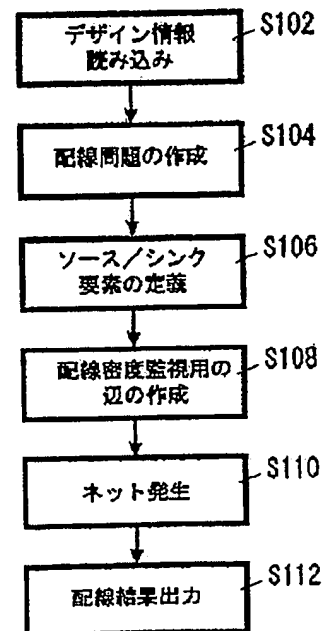 デザイン情報
読み込み
S102
配線問題の作成
S104
ソース／シンク
要素の定義
S106
配線密度監視用の
辺の作成
S108
ネット発生
S110
配線結果出力
S112